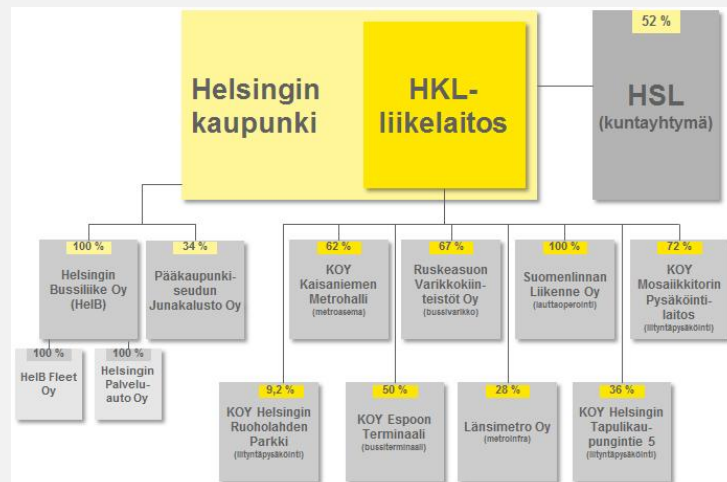 Helsingin
kaupunki
HKL-
liikelaitos
52 %
HSL
(kuntayhtymä)
100 %
Helsingin
Bussiliike Oy
(HelB)
34 %
Pääkaupunki-
seudun
Junakalusto Oy
100 %
HelB Fleet
Oy
100 %
Helsingin
Palvelu-
auto Oy
62 %
KOY
Kaisaniemen
Metrohalli
(metroasema)
67 %
Ruskeasuon
Varikkokiin-
teistöt Oy
(bussivarikko)
100 %
Suomenlinnan
Liikenne Oy
(lauttaoperointi)
72 %
KOY
Mosaiikkitorin
Pysäköinti-
laitos
(liityntäpysäköinti)
9,2 %
KOY Helsingin
Ruoholahden
Parkki
(liityntäpysäköinti)
50 %
KOY Espoon
Terminaali
(bussiterminaali)
28 %
Länsimetro Oy
(metroinfra)
36 %
KOY Helsingin
Tapulikau-
pungintie 5
(liityntäpysäköinti)